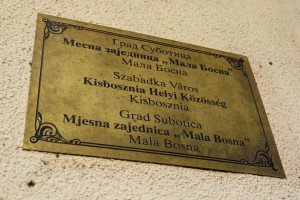 Град Суботица
Месна заједница „Мала Босна"
Мала Босна
Szabadka Város
Kisbosznia Helyi Közösség
Kisbosznia
Grad Subotica
Mjesna zajednica „Mala Bosna"
Mala Bosna